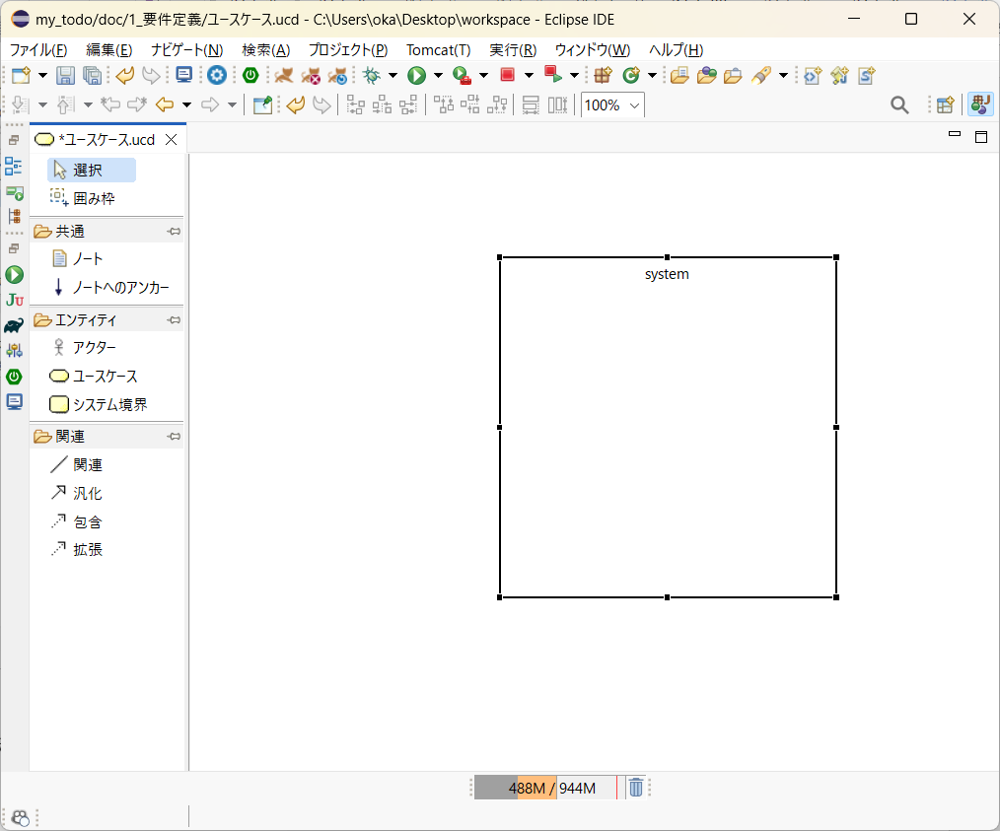 my_todo/doc/1_要件定義/ユースケース.ucd - C:\Users\oka\Desktop\workspace - Eclipse IDE
ファイル(F) 編集(E) ナビゲート(N) 検索(A) プロジェクト(P) Tomcat(T) 実行(R) ウィンドウ(W) ヘルプ(H)
100%
*ユースケース.ucd
選択
囲み枠
共通
ノート
ノートへのアンカー
エンティティ
アクター
ユースケース
システム境界
関連
関連
汎化
包含
拡張
system
JU
488M / 944M